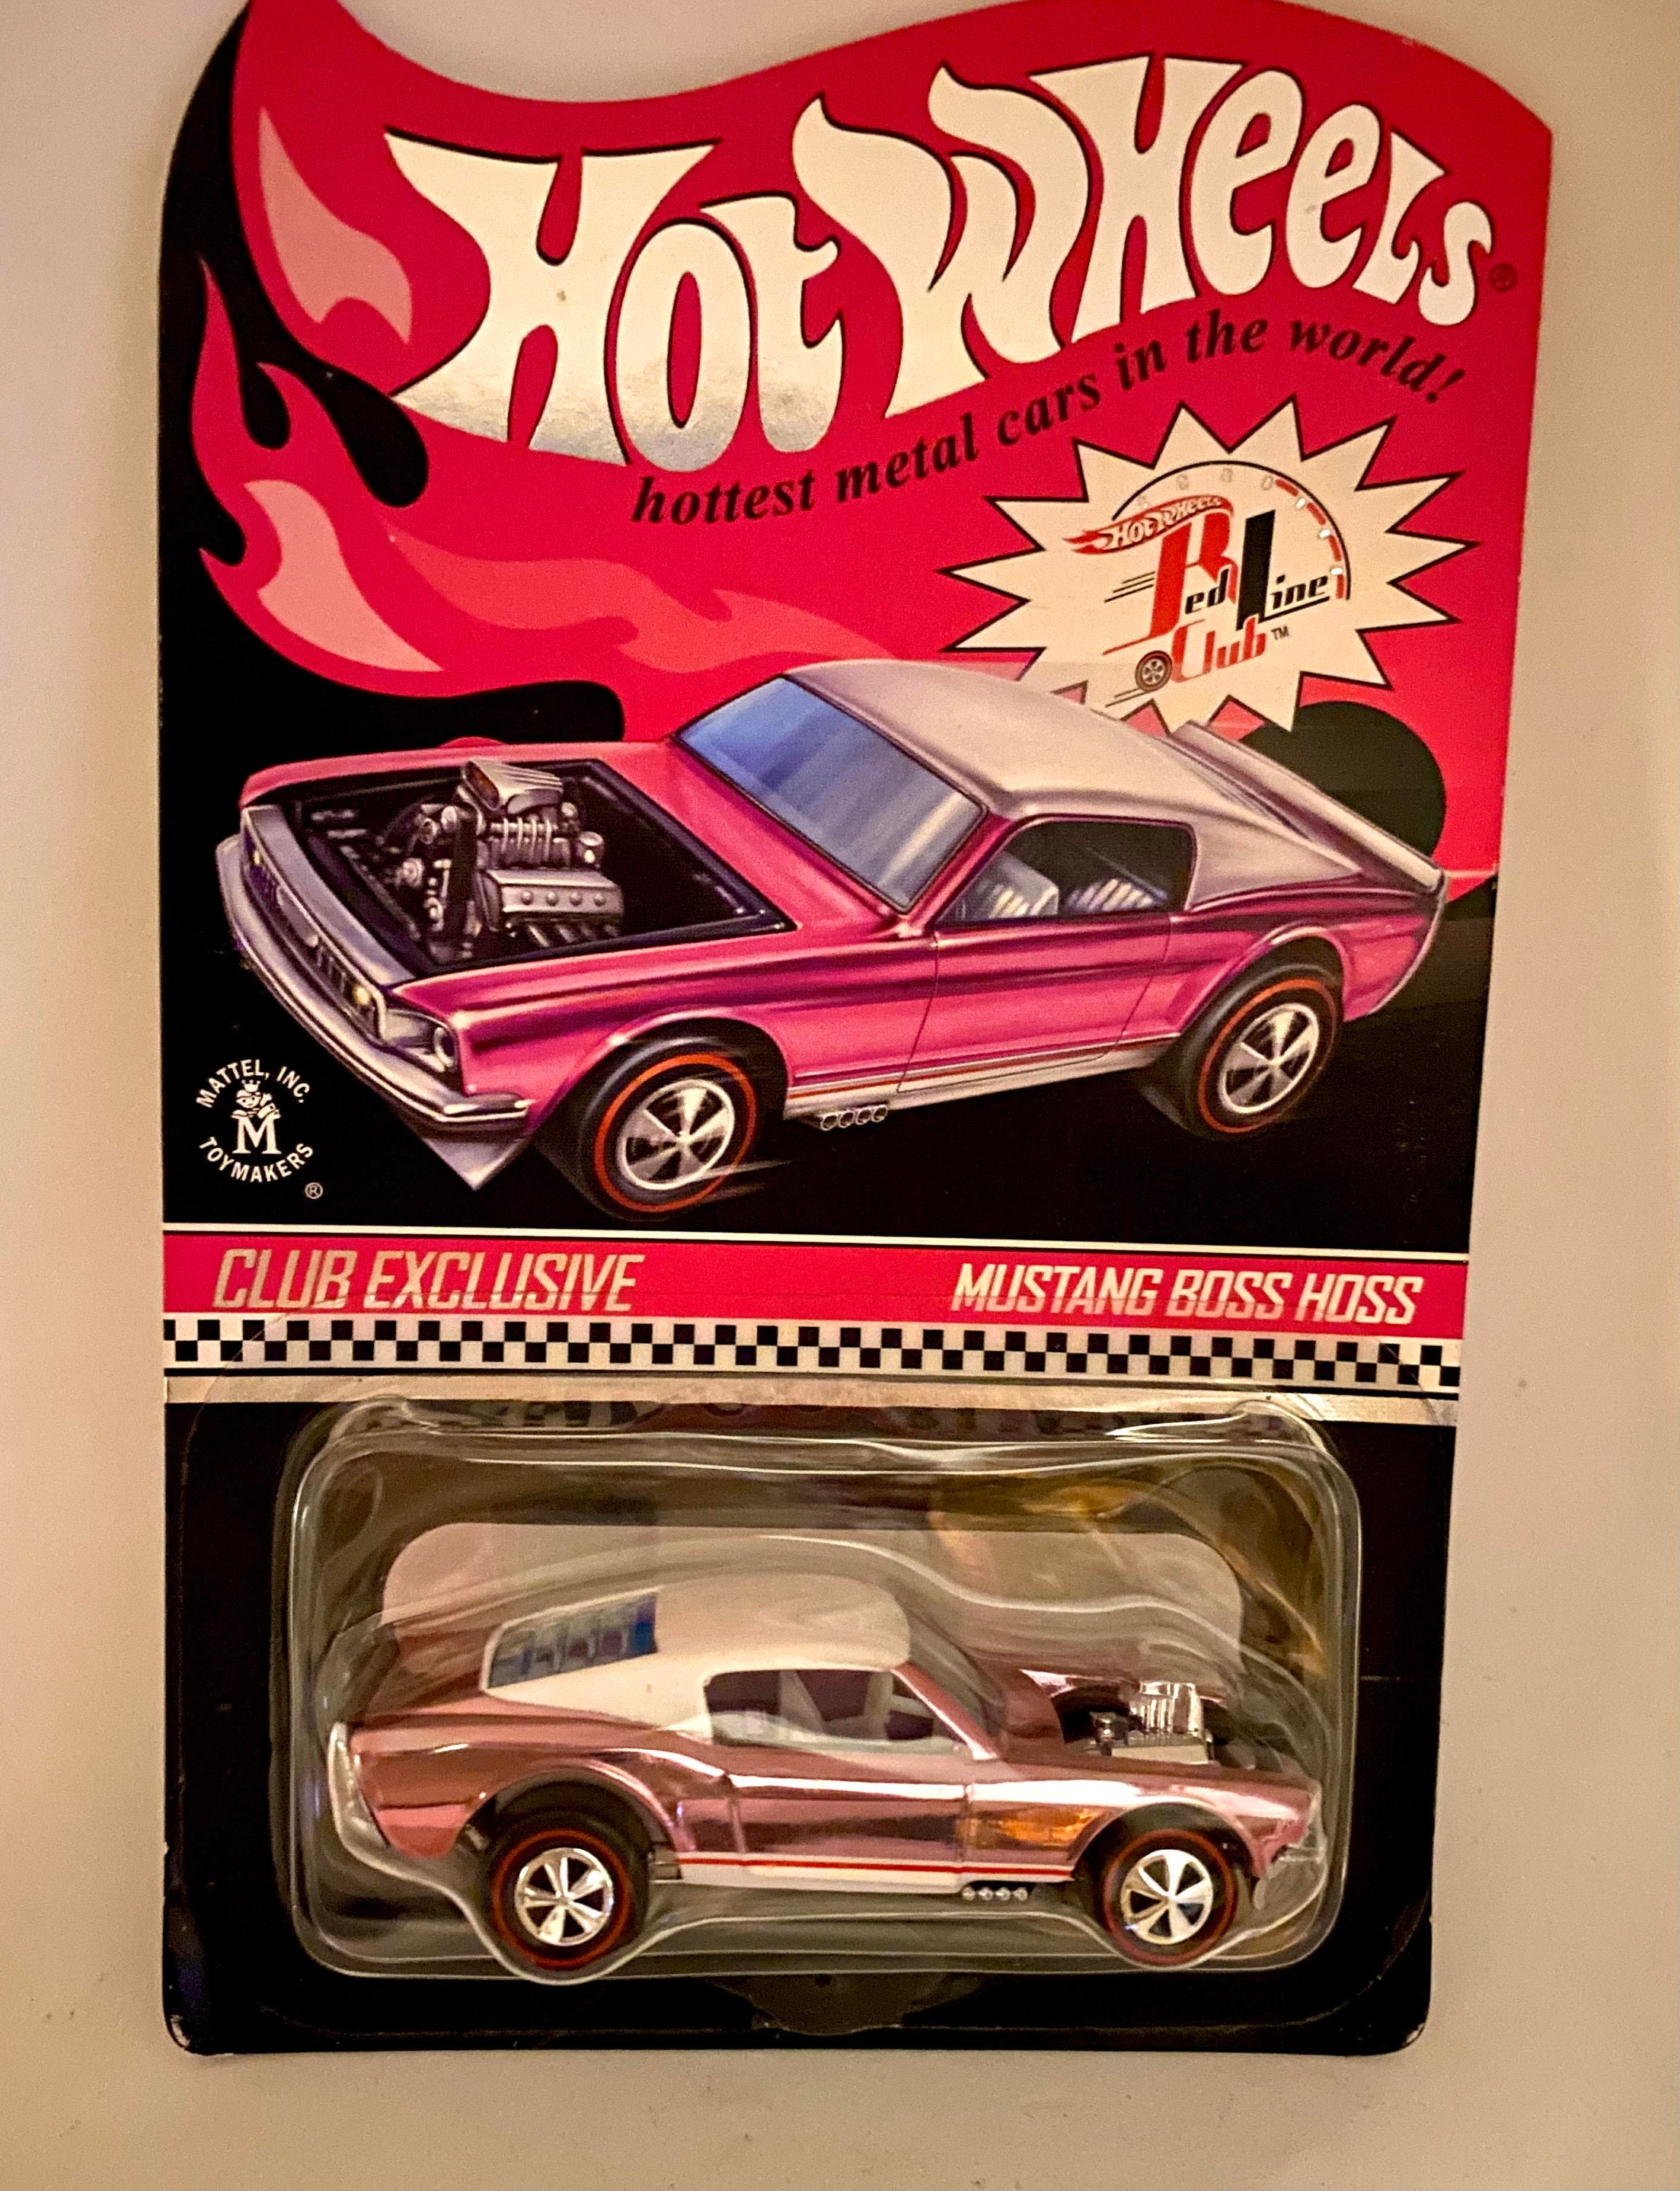 Hot Wheels®
hottest metal cars in the world!
Hot Wheels
Red Line
Club™
MATTEL, INC.
M
TOYMAKERS
®
CLUB EXCLUSIVE
MUSTANG BOSS HOSS